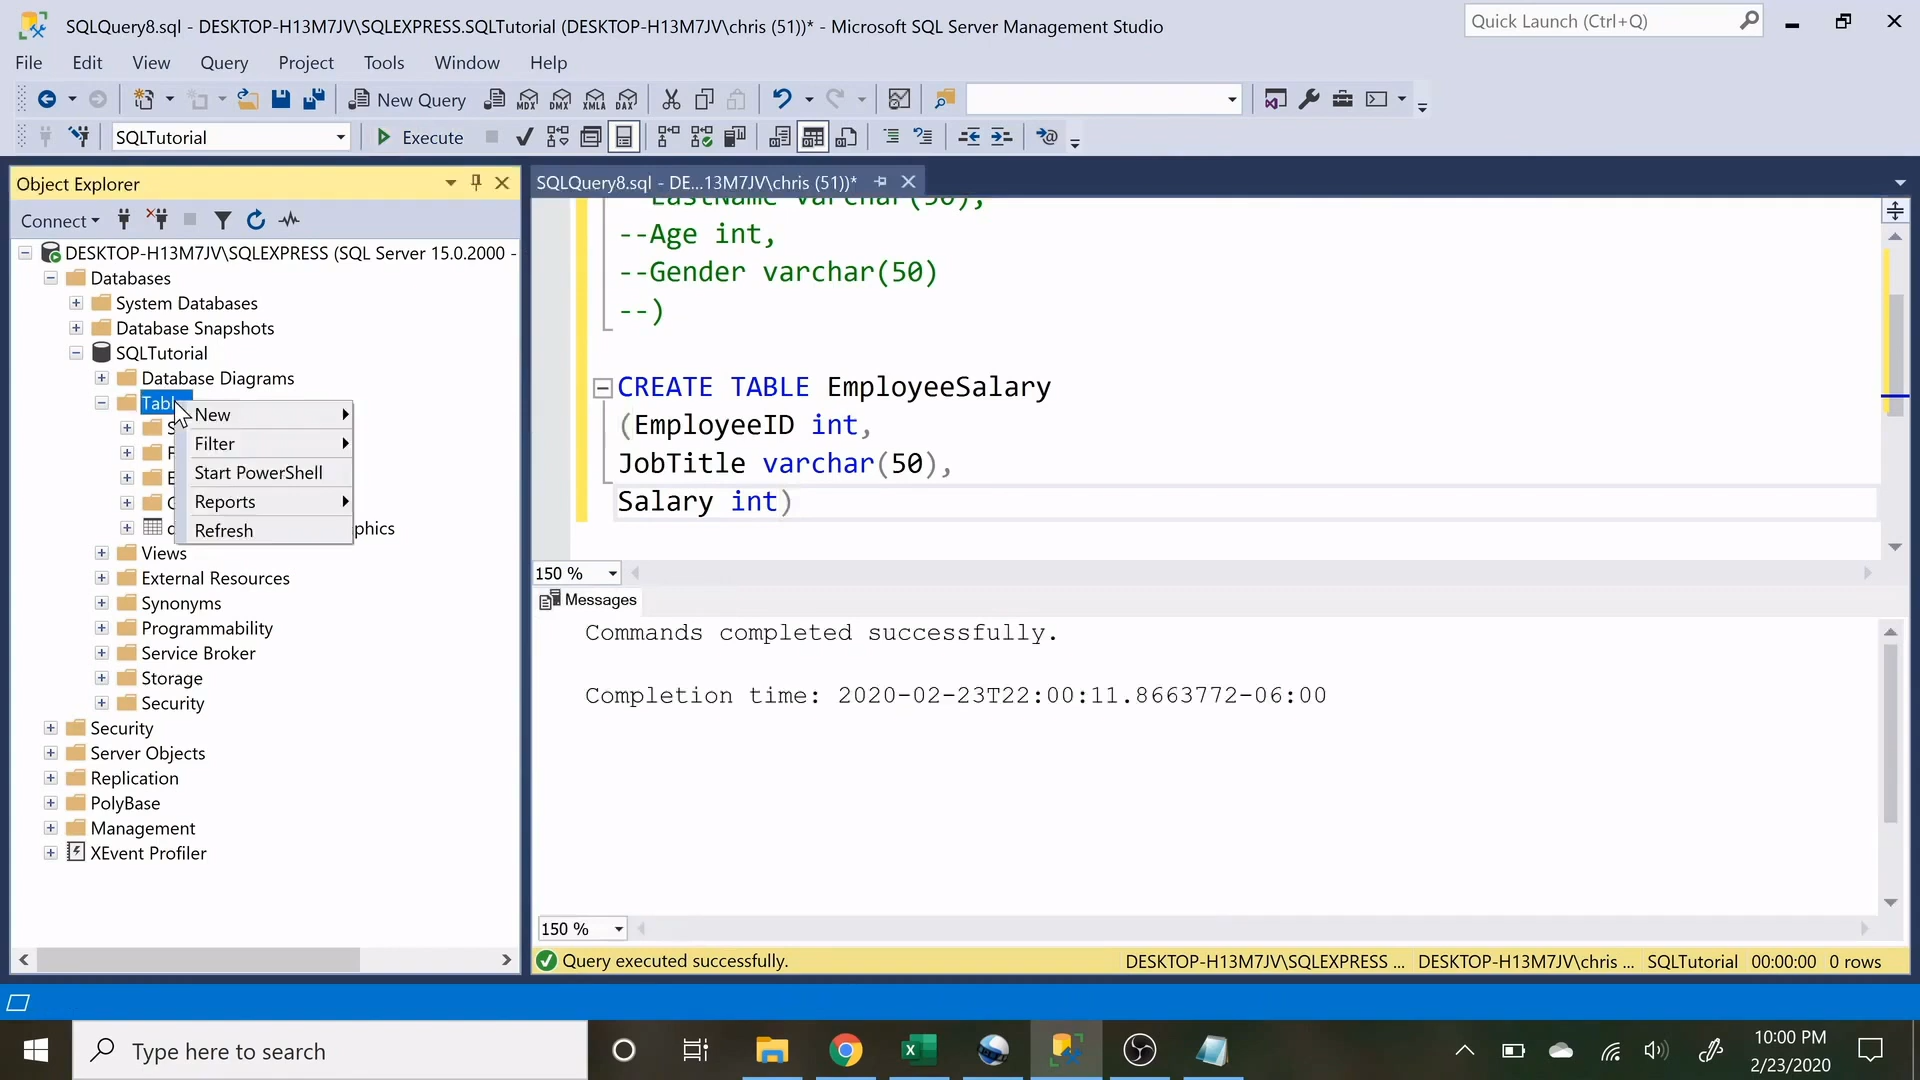 SQLQuery8.sql - DESKTOP-H13M7JV\SQLEXPRESS.SQLTutorial (DESKTOP-H13M7JV\chris (51))* - Microsoft SQL Server Management Studio
Quick Launch (Ctrl+Q)
File Edit View Query Project Tools Window Help
New Query MDX DMX XMLA DAX
SQLTutorial Execute
Object Explorer
SQLQuery8.sql - DE...13M7JV\chris (51))*
Connect
DESKTOP-H13M7JV\SQLEXPRESS (SQL Server 15.0.2000 -
Databases
System Databases
Database Snapshots
SQLTutorial
Database Diagrams
Tabl
New
Filter
Start PowerShell
Reports
Refresh
phics
Views
External Resources
Synonyms
Programmability
Service Broker
Storage
Security
Security
Server Objects
Replication
PolyBase
Management
XEvent Profiler
LastName varchar(50),
--Age int,
--Gender varchar(50)
--)
CREATE TABLE EmployeeSalary
(EmployeeID int,
JobTitle varchar(50),
Salary int)
150 %
Messages
Commands completed successfully.
Completion time: 2020-02-23T22:00:11.8663772-06:00
150 %
Query executed successfully. DESKTOP-H13M7JV\SQLEXPRESS ... DESKTOP-H13M7JV\chris ... SQLTutorial 00:00:00 0 rows
Type here to search
10:00 PM
2/23/2020